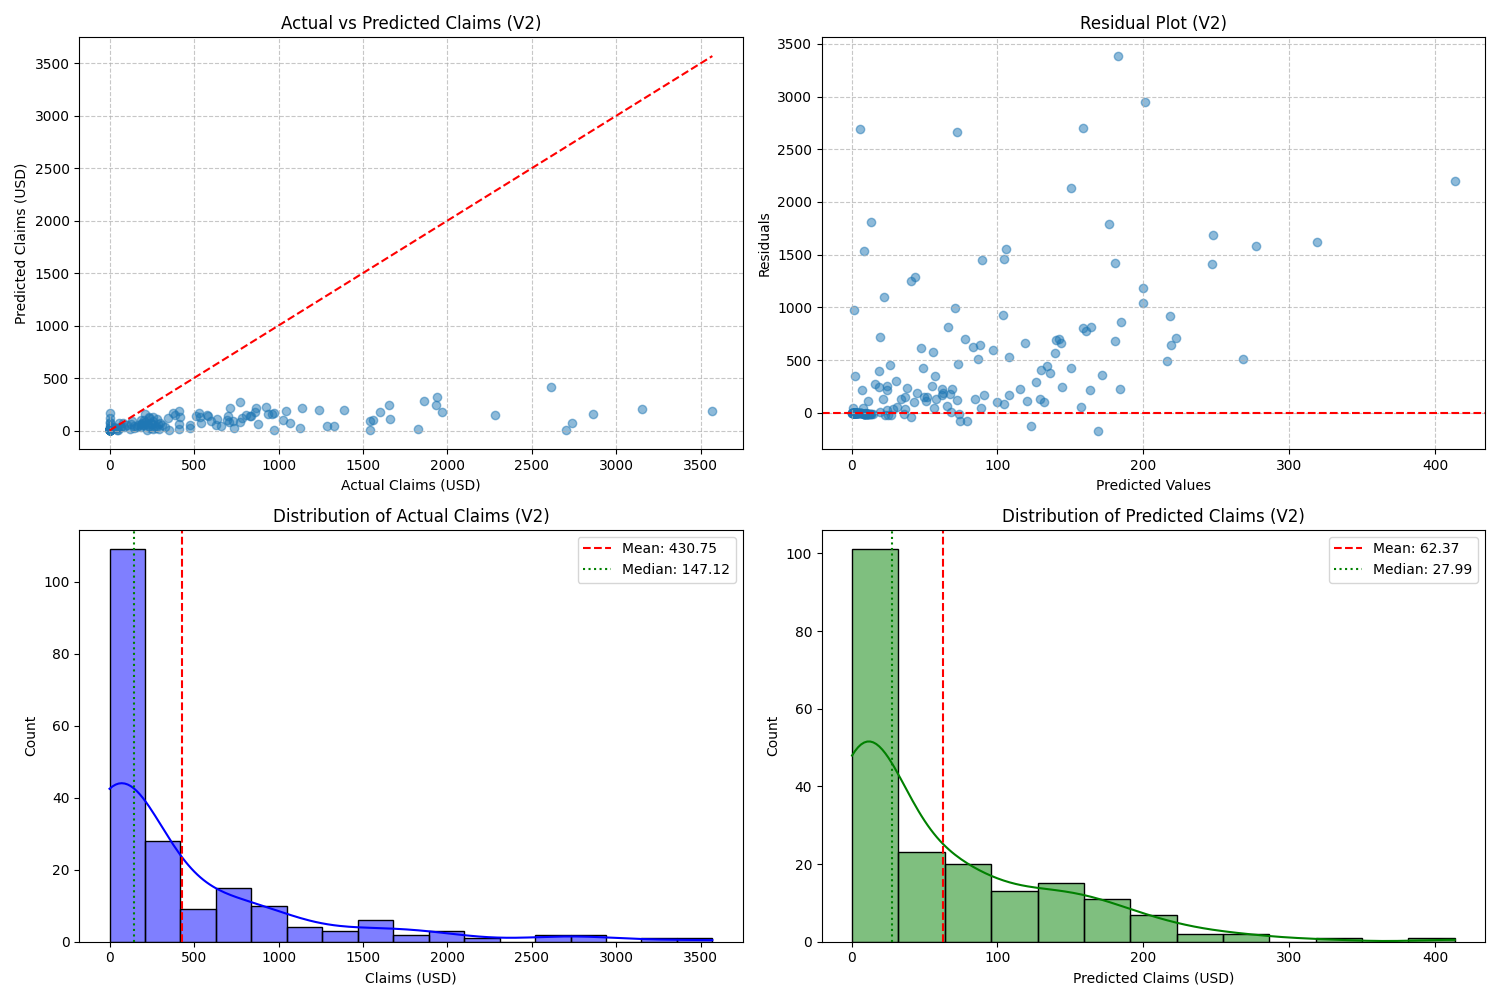 Actual vs Predicted Claims (V2)
Predicted Claims (USD)
3500
3000
2500
2000
1500
1000
500
0
0 500 1000 1500 2000 2500 3000 3500
Actual Claims (USD)
Residual Plot (V2)
Residuals
3500
3000
2500
2000
1500
1000
500
0
0 100 200 300 400
Predicted Values
Distribution of Actual Claims (V2)
Mean: 430.75
Median: 147.12
Count
100
80
60
40
20
0
0 500 1000 1500 2000 2500 3000 3500
Claims (USD)
Distribution of Predicted Claims (V2)
Mean: 62.37
Median: 27.99
Count
100
80
60
40
20
0
0 100 200 300 400
Predicted Claims (USD)